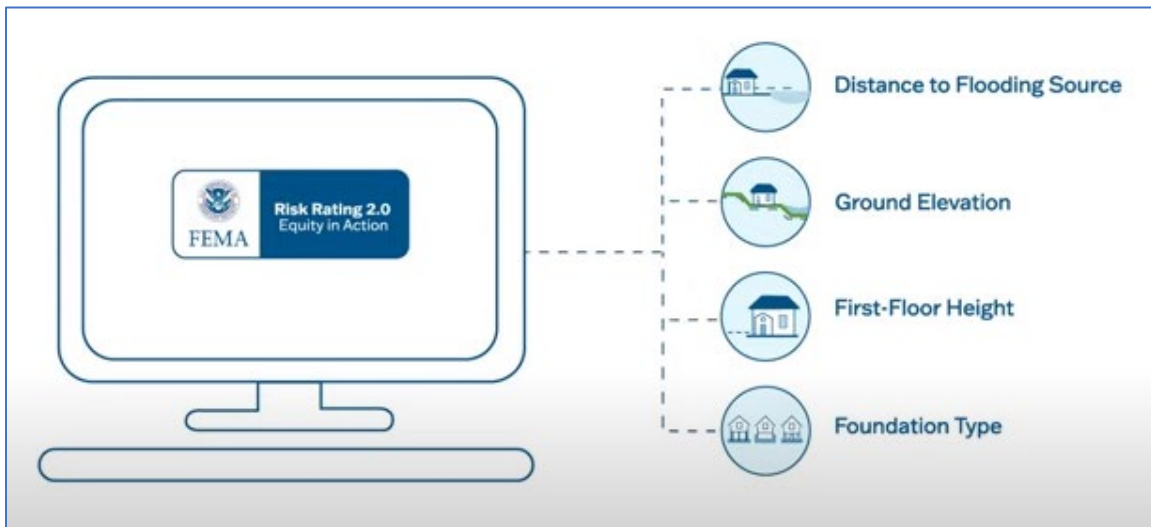 FEMA
Risk Rating 2.0
Equity in Action
Distance to Flooding Source
Ground Elevation
First-Floor Height
Foundation Type